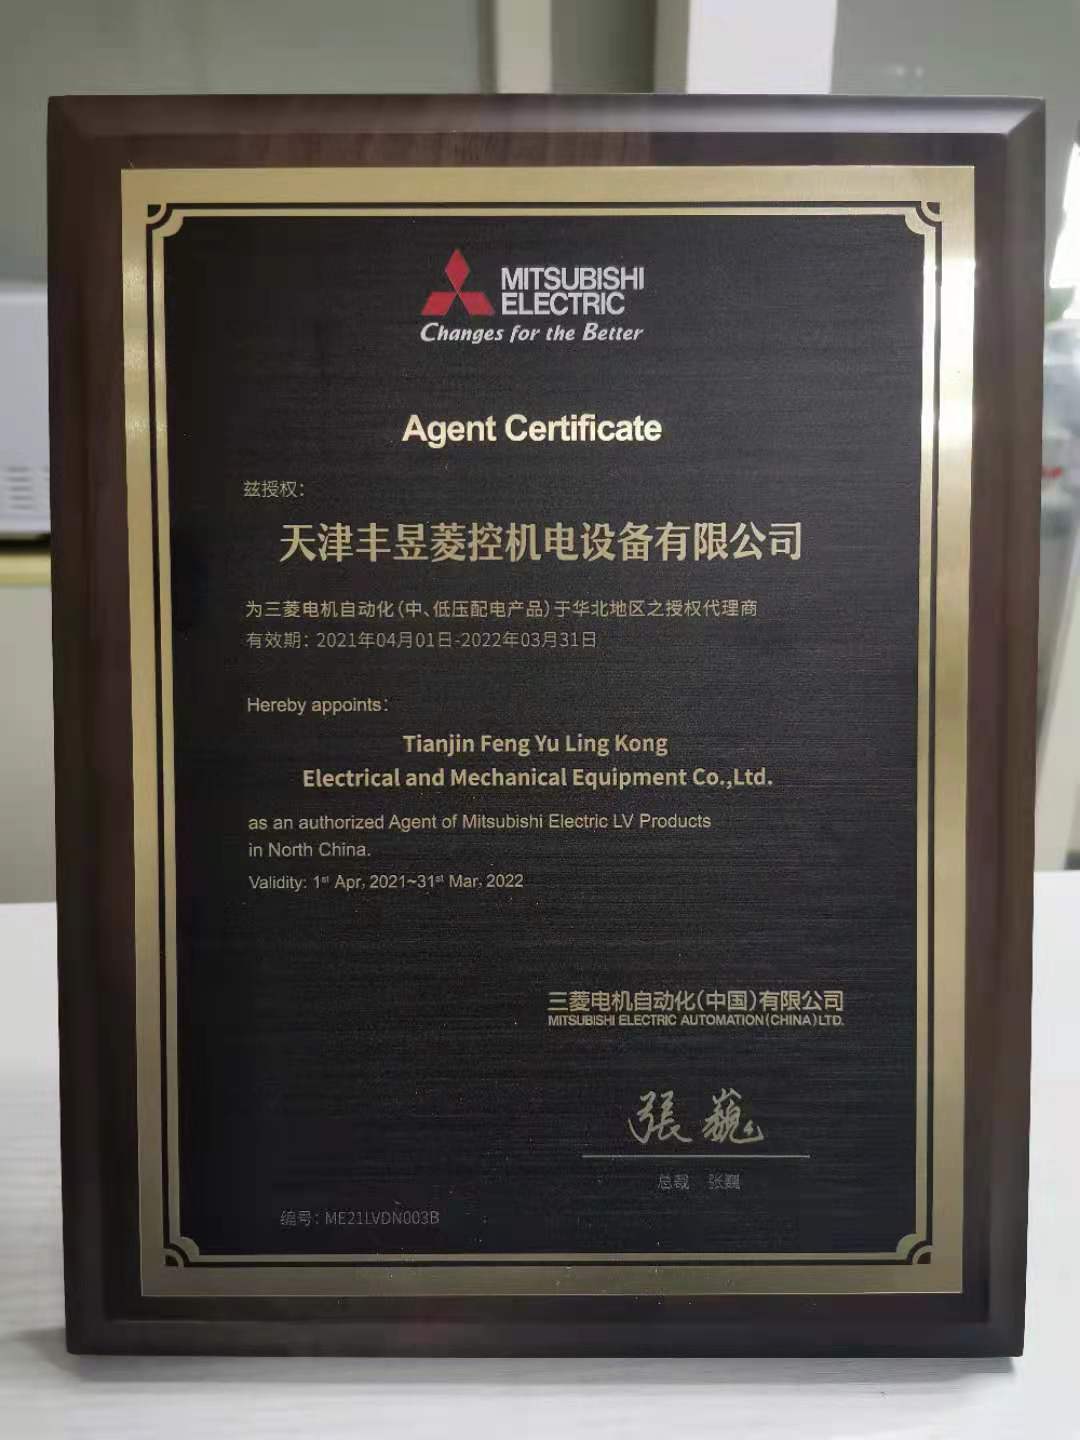 MITSUBISHI
ELECTRIC
Changes for the Better
Agent Certificate
兹授权：
天津丰昱菱控机电设备有限公司
为三菱电机自动化（中、低压配电产品）于华北地区之授权代理商
有效期：2021年04月01日-2022年03月31日
Hereby appoints:
Tianjin Feng Yu Ling Kong
Electrical and Mechanical Equipment Co.,Ltd.
as an authorized Agent of Mitsubishi Electric LV Products
in North China.
Validity: 1st Apr, 2021~31st Mar, 2022
三菱电机自动化（中国）有限公司
MITSUBISHI ELECTRIC AUTOMATION(CHINA)LTD.
張巍
总裁 张巍
编号：ME21LVDN003B